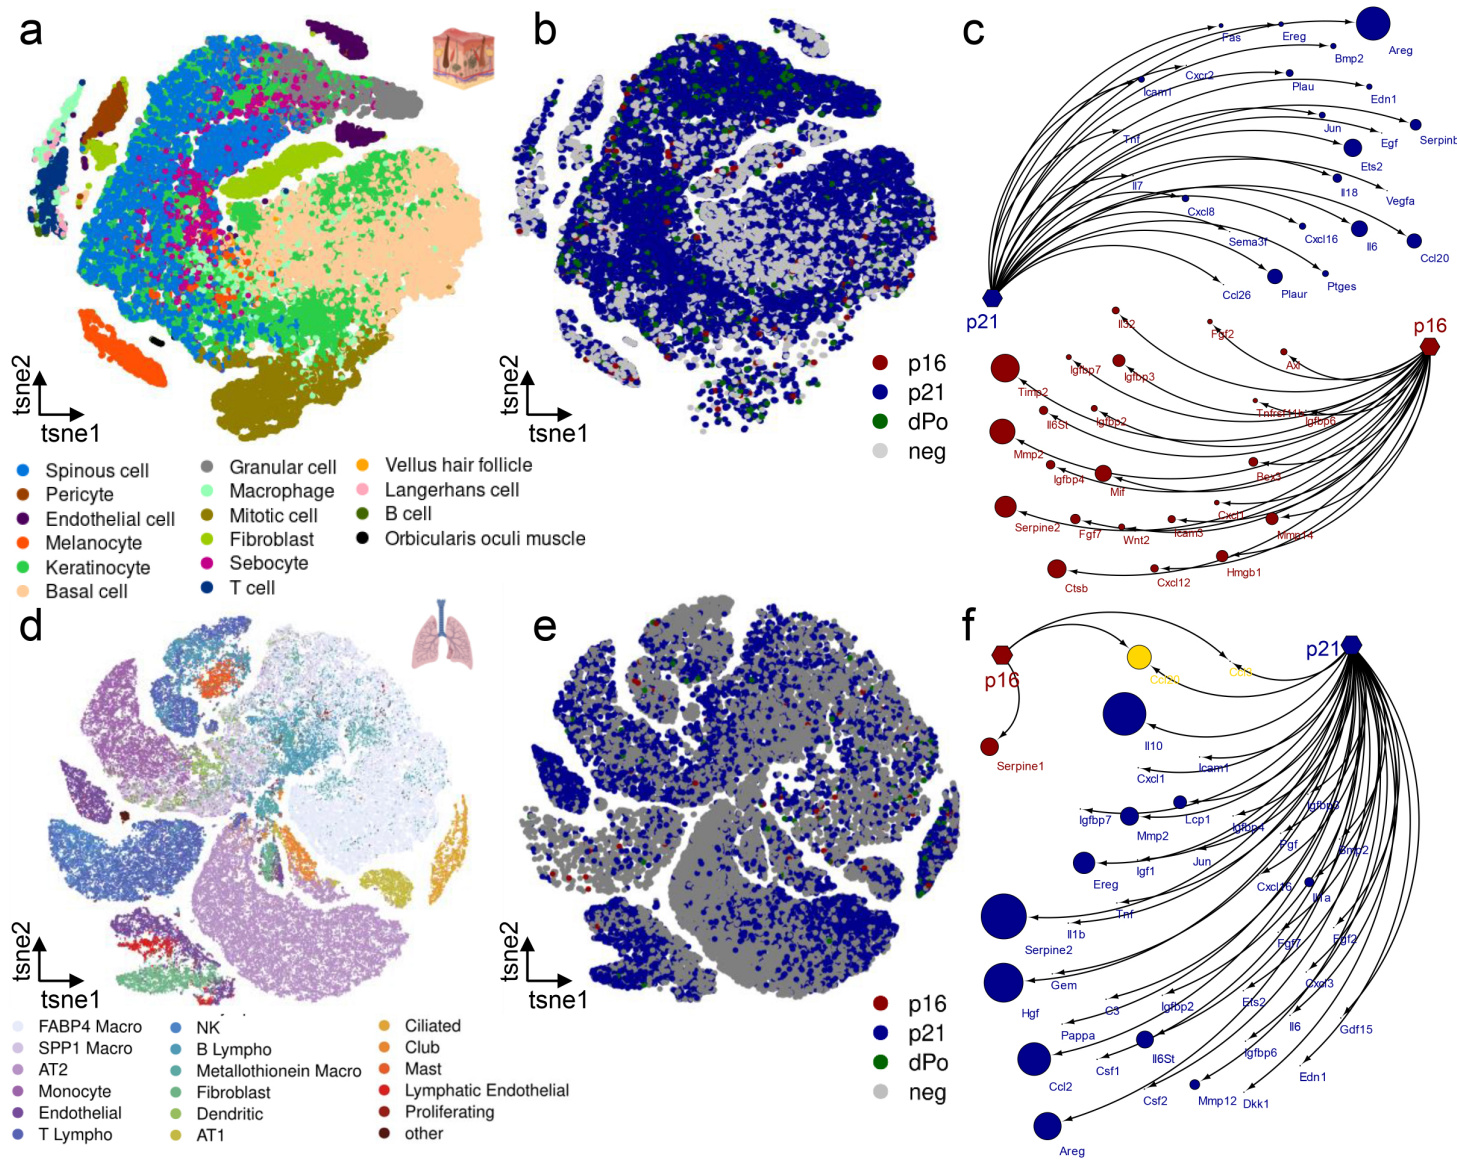 a
b
c
tsne2
tsne1
tsne2
tsne1
p16
p21
dPo
neg
Spinous cell
Pericyte
Endothelial cell
Melanocyte
Keratinocyte
Basal cell
Granular cell
Macrophage
Mitotic cell
Fibroblast
Sebocyte
T cell
Vellus hair follicle
Langerhans cell
B cell
Orbicularis oculi muscle
Fas
Ereg
Areg
Bmp2
Cxcr2
Icam1
Plau
Edn1
Tnf
Jun
Egf
Serpinb
Ets2
Il7
Il18
Vegfa
Cxcl8
Sema3f
Cxcl16
Il6
Ccl20
Ccl26
Plaur
Ptges
p21
p16
Il32
Fgf2
Axl
Timp2
Igfbp7
Igfbp3
Il6St
Igfbp2
Tnfrsf11b
Igfbp6
Mmp2
Igfbp4
Mif
Bex3
Serpine2
Fgf7
Wnt2
Icam3
Cxcl1
Mmp14
Ctsb
Cxcl12
Hmgb1
d
e
f
tsne2
tsne1
tsne2
tsne1
p16
p21
dPo
neg
FABP4 Macro
SPP1 Macro
AT2
Monocyte
Endothelial
T Lympho
NK
B Lympho
Metallothionein Macro
Fibroblast
Dendritic
AT1
Ciliated
Club
Mast
Lymphatic Endothelial
Proliferating
other
p16
p21
Ccl20
Ccl3
Serpine1
Il10
Cxcl1
Icam1
Igfbp7
Mmp2
Lcp1
Igfbp4
Igfbp3
Pgf
Bmp2
Ereg
Igf1
Jun
Cxcl16
Il1a
Tnf
Il1b
Serpine2
Fgf7
Fgf2
Hgf
Gem
C3
Igfbp2
Ets2
Cxcl3
Pappa
Il6
Gdf15
Ccl2
Csf1
Il6St
Igfbp6
Edn1
Csf2
Mmp12
Dkk1
Areg